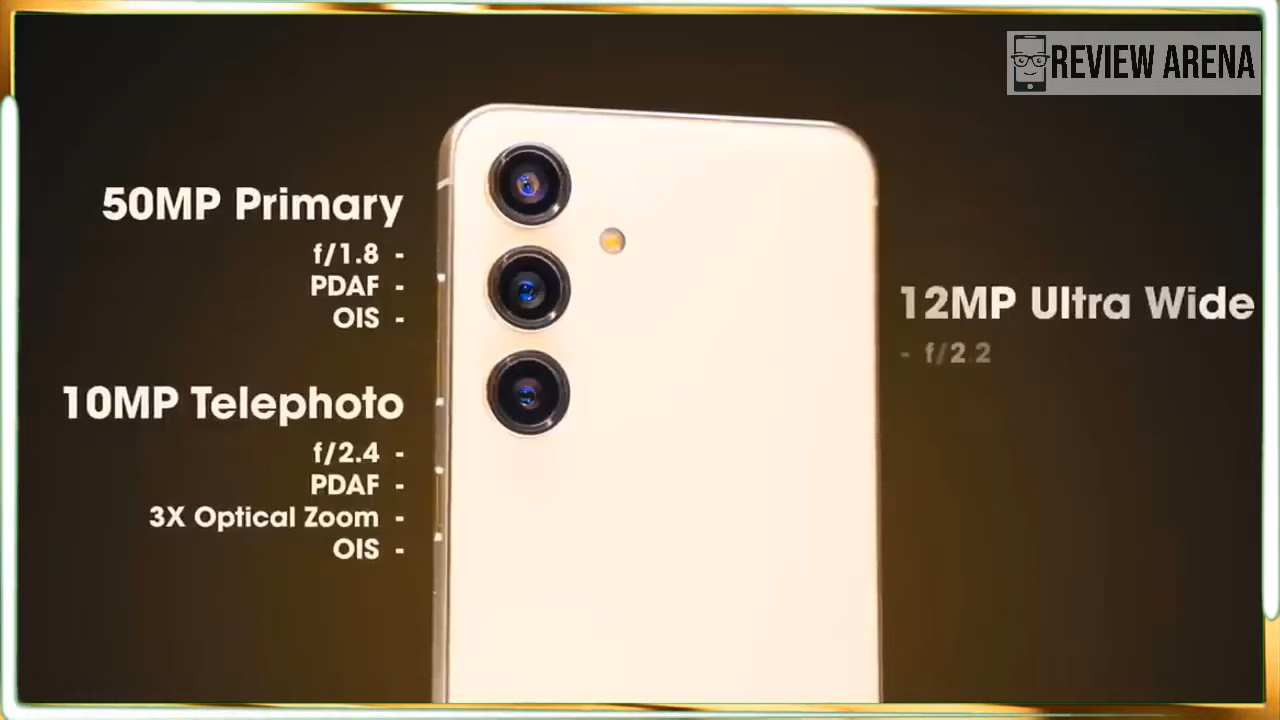 REVIEW ARENA
50MP Primary
f/1.8 -
PDAF -
OIS -
10MP Telephoto
f/2.4 -
PDAF -
3X Optical Zoom -
OIS -
12MP Ultra Wide
- f/2.2